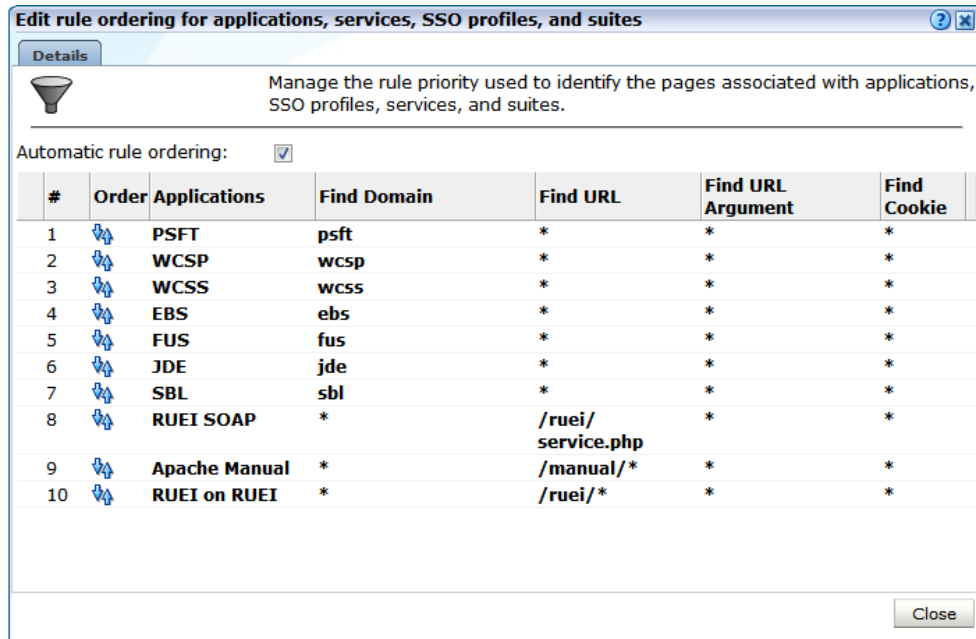 Edit rule ordering for applications, services, SSO profiles, and suites
Details
Manage the rule priority used to identify the pages associated with applications,
SSO profiles, services, and suites.
Automatic rule ordering:
# Order Applications Find Domain Find URL Find URL Argument Find Cookie
1 PSFT psft * * *
2 WCSP wcsp * * *
3 WCSS wcss * * *
4 EBS ebs * * *
5 FUS fus * * *
6 JDE jde * * *
7 SBL sbl * * *
8 RUEI SOAP * /ruei/ * *
service.php
9 Apache Manual * /manual/* * *
10 RUEI on RUEI * /ruei/* * *
Close